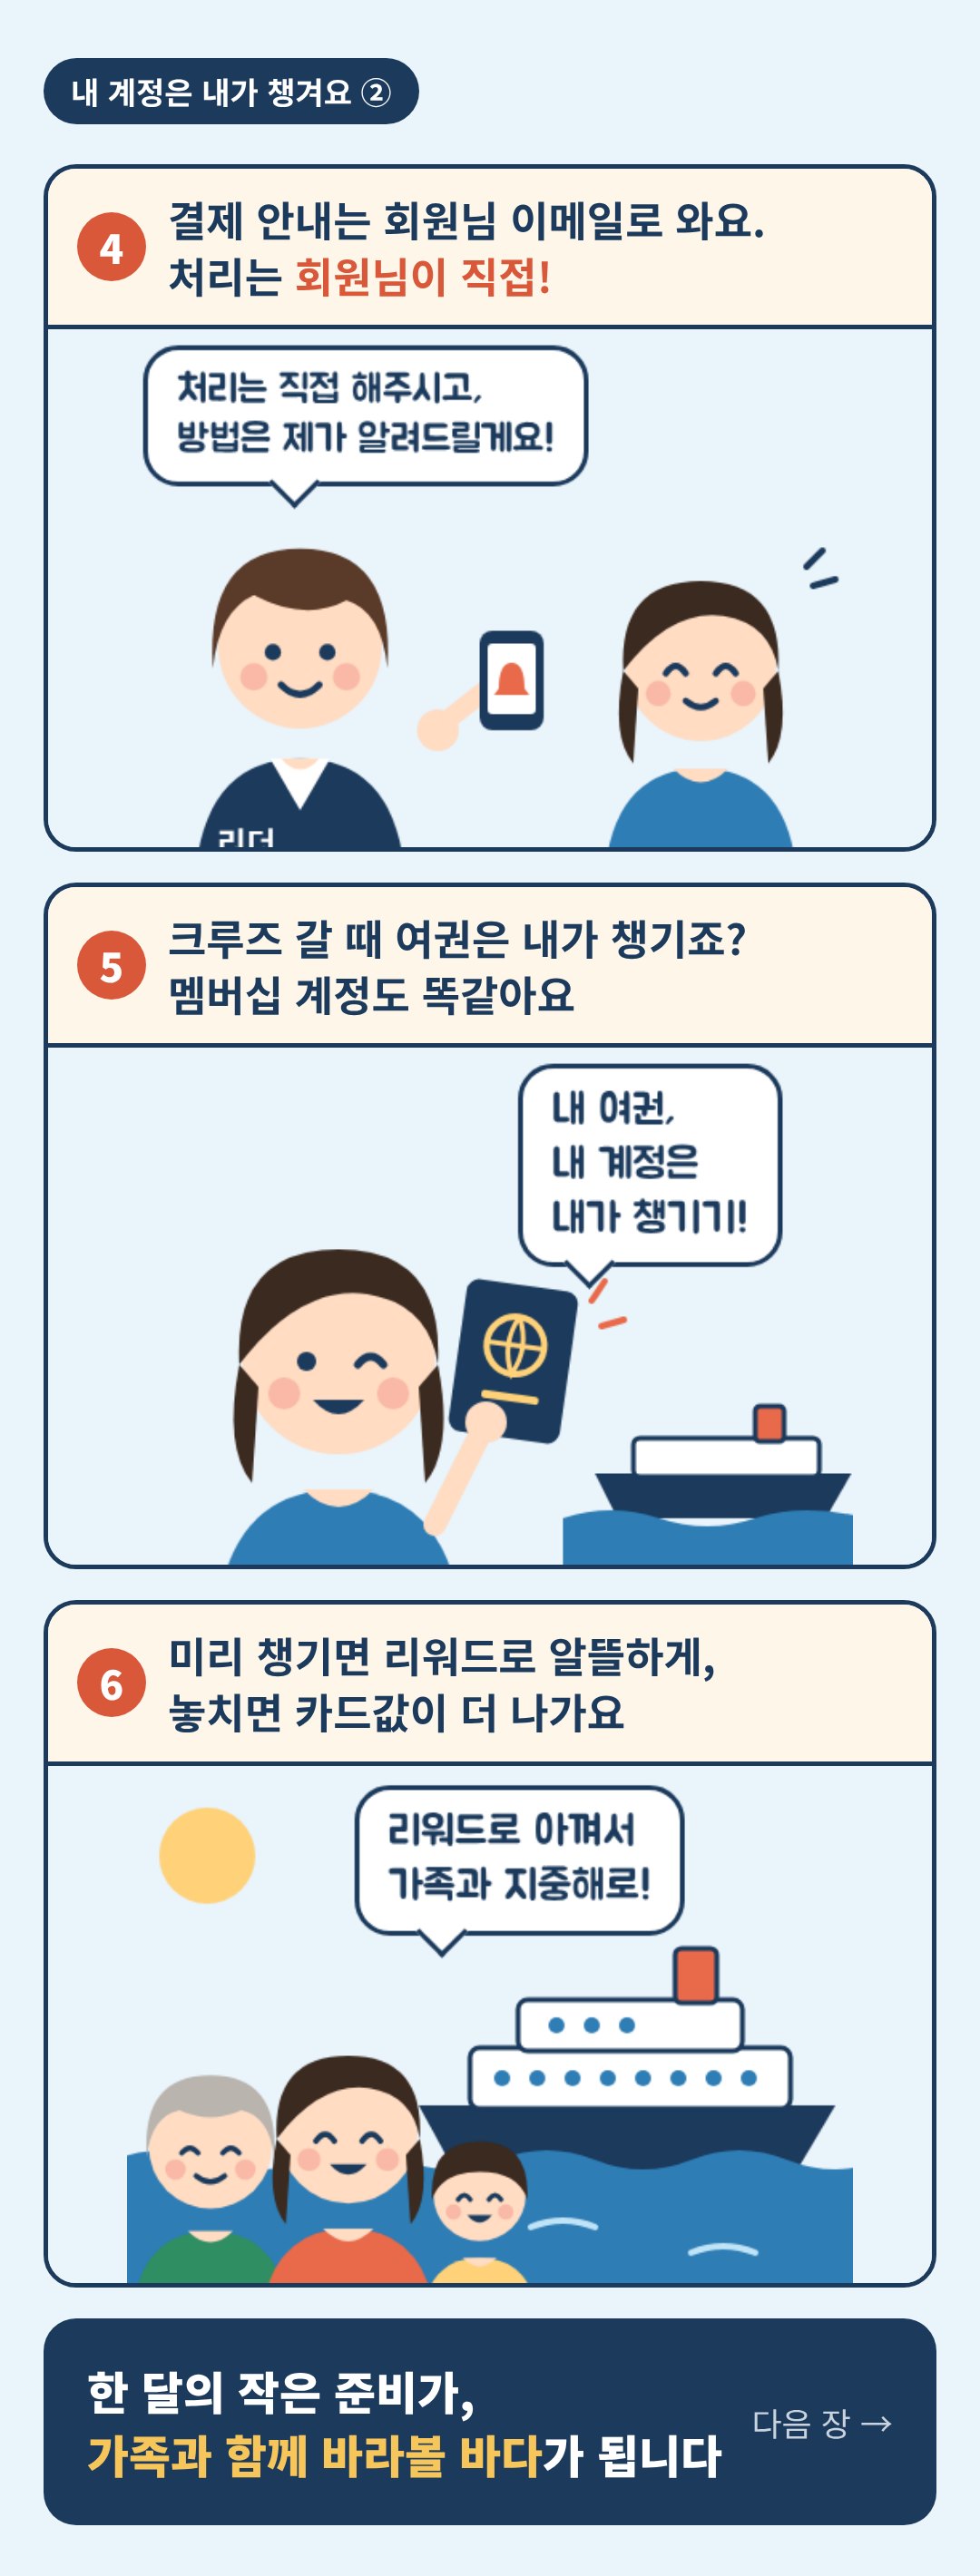 내 계정은 내가 챙겨요 ②
4
결제 안내는 회원님 이메일로 와요.
처리는 회원님이 직접!
처리는 직접 해주시고,
방법은 제가 알려드릴게요!
리더
5
크루즈 갈 때 여권은 내가 챙기죠?
멤버십 계정도 똑같아요
내 여권,
내 계정은
내가 챙기기!
6
미리 챙기면 리워드로 알뜰하게,
놓치면 카드값이 더 나가요
리워드로 아껴서
가족과 지중해로!
한 달의 작은 준비가,
가족과 함께 바라볼 바다가 됩니다
다음 장 →